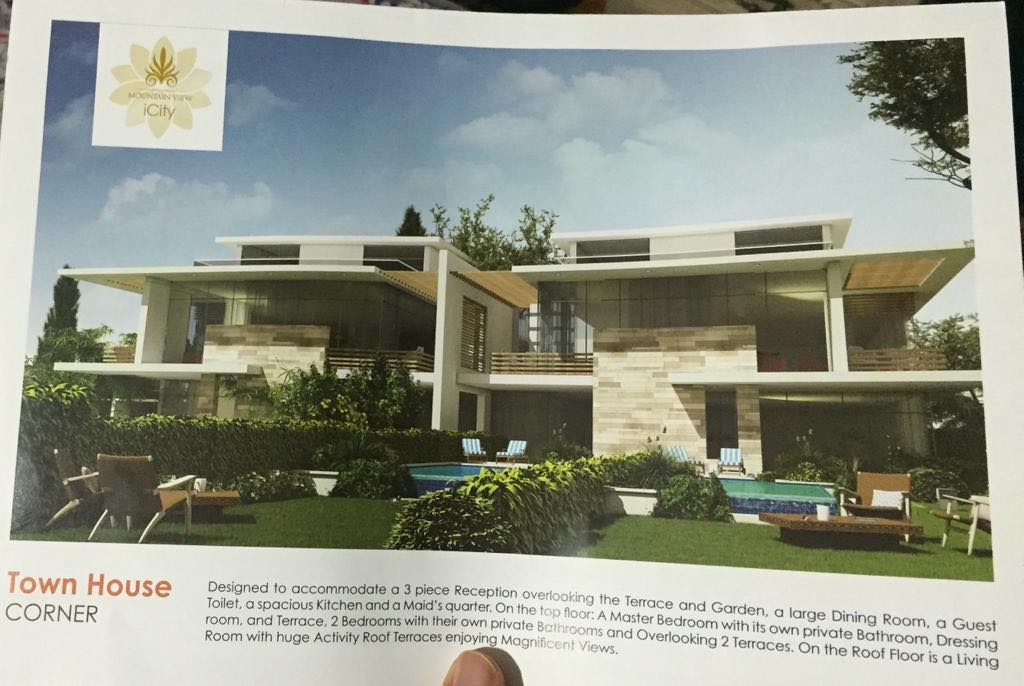 MOUNTAIN VIEW
iCity
Town House
CORNER
Designed to accommodate a 3 piece Reception overlooking the Terrace and Garden, a large Dining Room, a Guest
Toilet, a spacious Kitchen and a Maid's quarter. On the top floor: A Master Bedroom with its own private Bathroom, Dressing
room, and Terrace, 2 Bedrooms with their own private Bathrooms and Overlooking 2 Terraces. On the Roof Floor is a Living
Room with huge Activity Roof Terraces enjoying Magnificent Views.